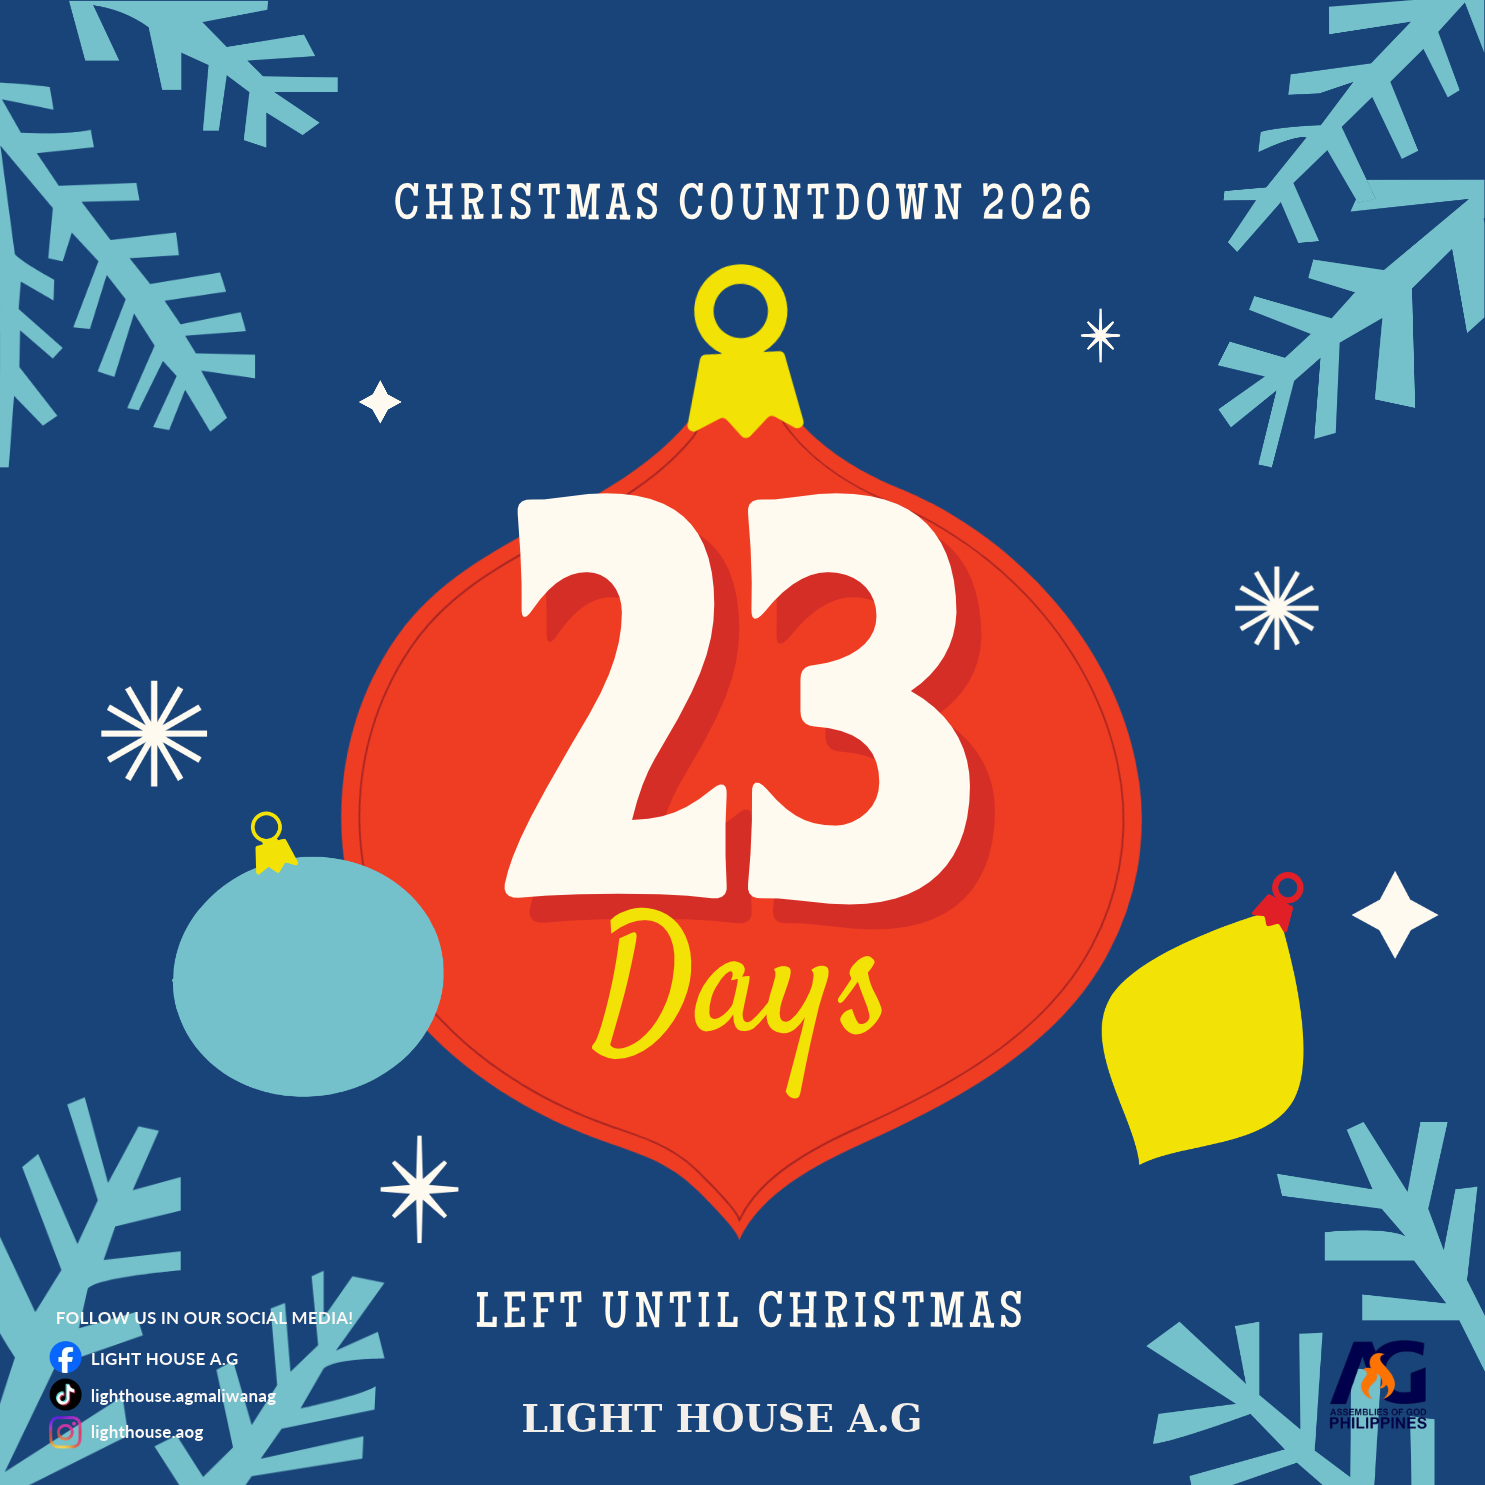 CHRISTMAS COUNTDOWN 2026
23
Days
LEFT UNTIL CHRISTMAS
FOLLOW US IN OUR SOCIAL MEDIA!
LIGHT HOUSE A.G
lighthouse.agmaliwanag
lighthouse.aog
LIGHT HOUSE A.G
AG
ASSEMBLIES OF GOD
PHILIPPINES